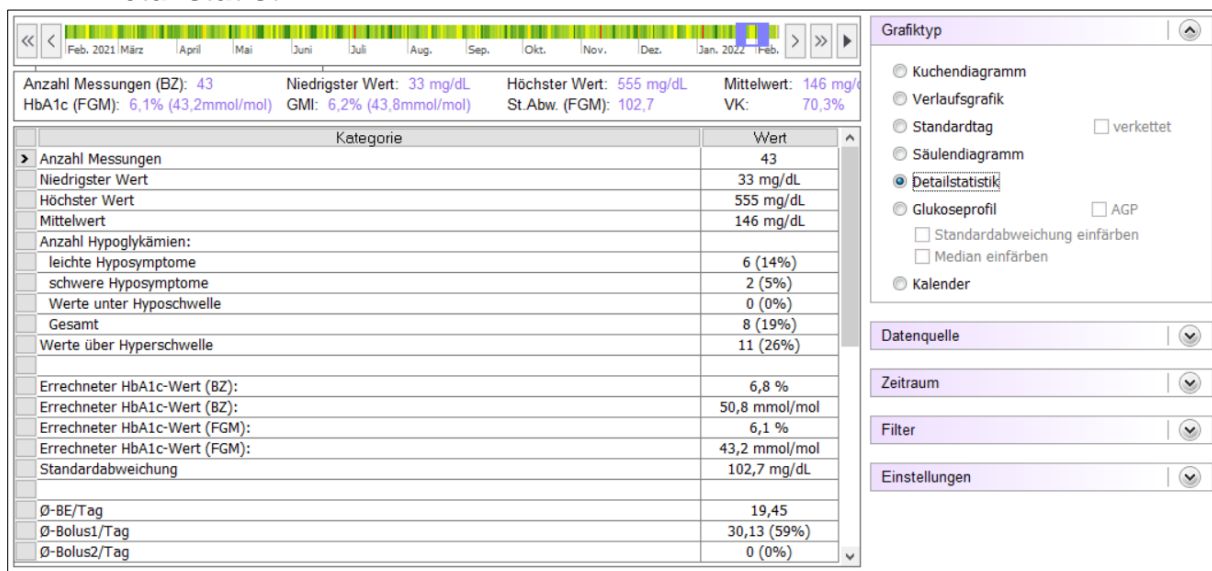 Feb. 2021 März April Mai Juni Juli Aug. Sep. Okt. Nov. Dez. Jan. 2022 Feb.
Anzahl Messungen (BZ): 43 Niedrigster Wert: 33 mg/dL Höchster Wert: 555 mg/dL Mittelwert: 146 mg/
HbA1c (FGM): 6,1% (43,2mmol/mol) GMI: 6,2% (43,8mmol/mol) St.Abw. (FGM): 102,7 VK: 70,3%
Kategorie Wert
Anzahl Messungen 43
Niedrigster Wert 33 mg/dL
Höchster Wert 555 mg/dL
Mittelwert 146 mg/dL
Anzahl Hypoglykämien:
leichte Hyposymptome 6 (14%)
schwere Hyposymptome 2 (5%)
Werte unter Hyposchwelle 0 (0%)
Gesamt 8 (19%)
Werte über Hyperschwelle 11 (26%)
Errechneter HbA1c-Wert (BZ): 6,8 %
Errechneter HbA1c-Wert (BZ): 50,8 mmol/mol
Errechneter HbA1c-Wert (FGM): 6,1 %
Errechneter HbA1c-Wert (FGM): 43,2 mmol/mol
Standardabweichung 102,7 mg/dL
Ø-BE/Tag 19,45
Ø-Bolus1/Tag 30,13 (59%)
Ø-Bolus2/Tag 0 (0%)
Grafiktyp
Kuchendiagramm
Verlaufsgrafik
Standardtag verkettet
Säulendiagramm
Detailstatistik
Glukoseprofil AGP
Standardabweichung einfärben
Median einfärben
Kalender
Datenquelle
Zeitraum
Filter
Einstellungen